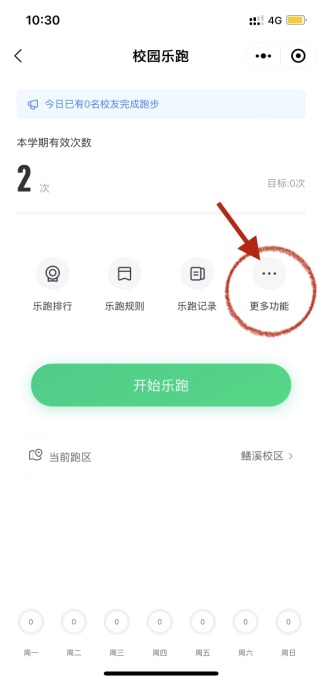 10:30
4G
校园乐跑
今日已有0名校友完成跑步
本学期有效次数
2 次
目标:0次
乐跑排行 乐跑规则 乐跑记录 更多功能
开始乐跑
当前跑区 鳝溪校区 >
0 0 0 0 0 0 0
周一 周二 周三 周四 周五 周六 周日